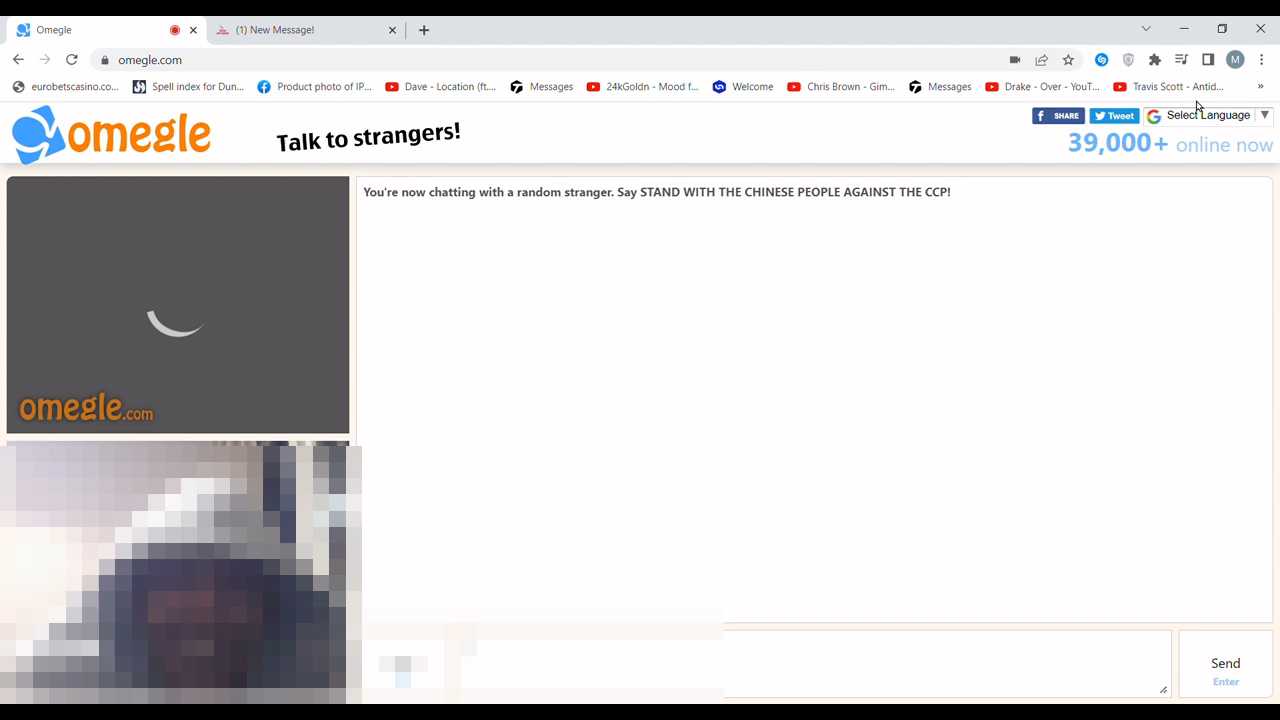 Omegle
(1) New Message!
omegle.com
M
eurobetscasino.co...
Spell index for Dun...
Product photo of IP...
Dave - Location (ft....
Messages
24kGoldn - Mood f...
Welcome
Chris Brown - Gim...
Messages
Drake - Over - YouT...
Travis Scott - Antid...
»
omegle
Talk to strangers!
SHARE
Tweet
Select Language
39,000+ online now
You're now chatting with a random stranger. Say STAND WITH THE CHINESE PEOPLE AGAINST THE CCP!
omegle.com
Send
Enter